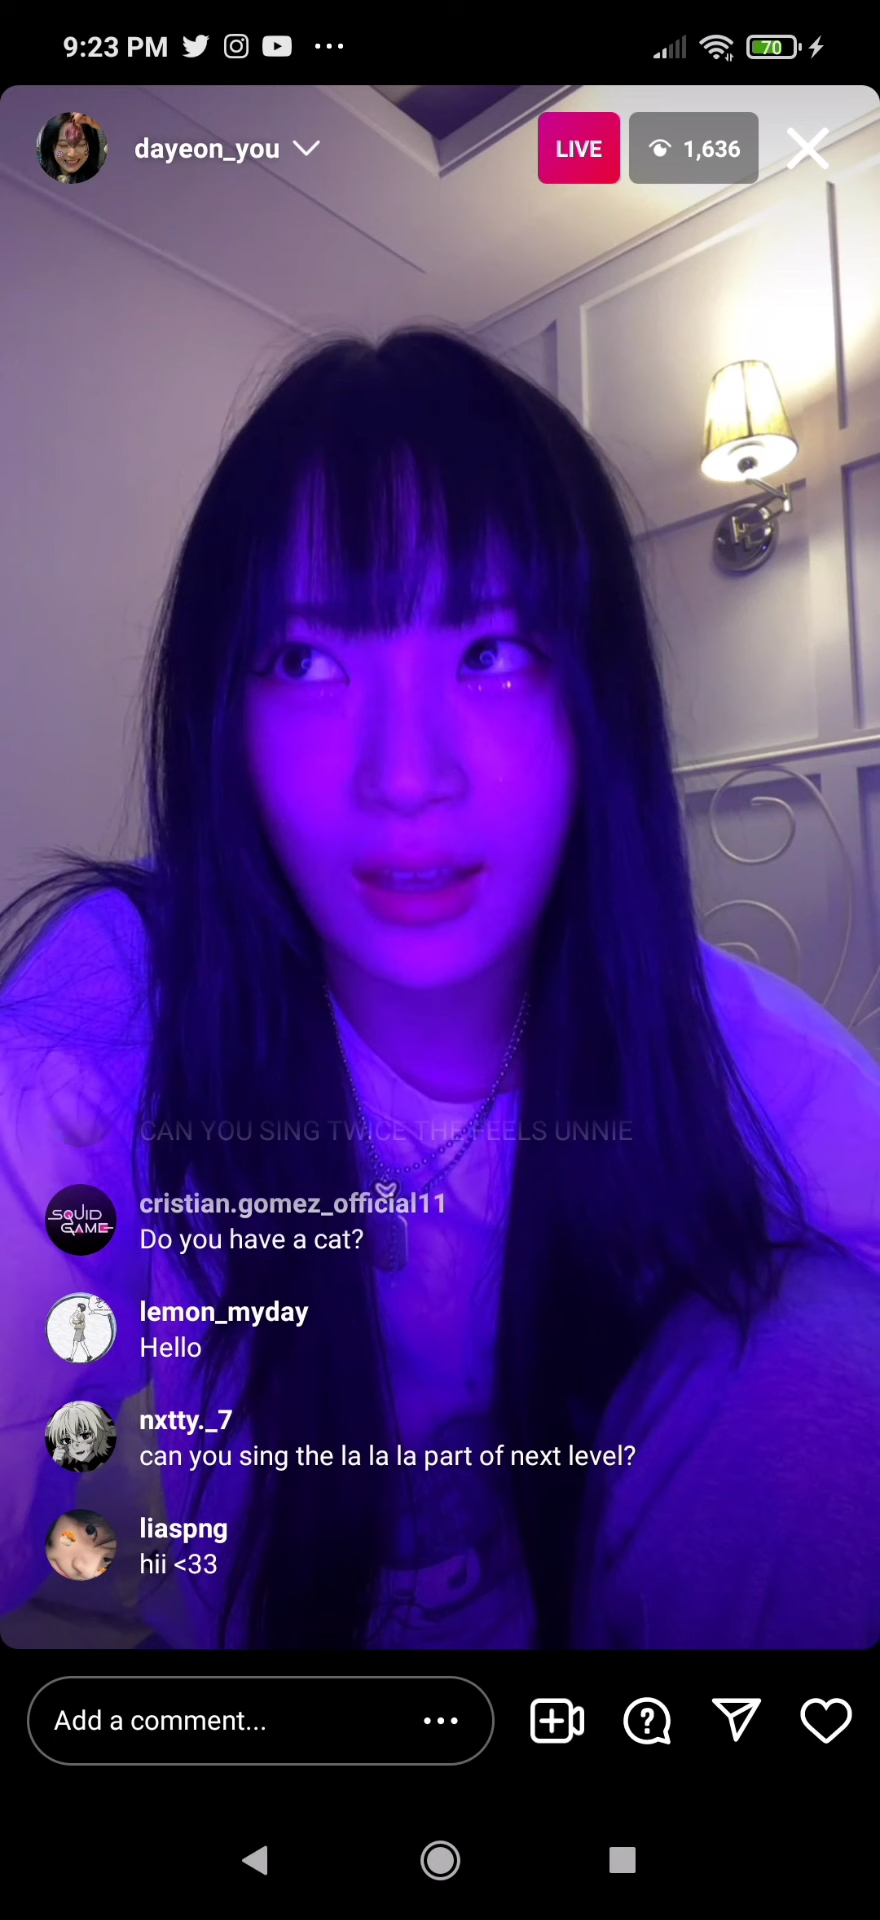 9:23 PM
70
dayeon_you
LIVE
1,636
CAN YOU SING TWICE THE FEELS UNNIE
cristian.gomez_official11
SQUID
GAME
Do you have a cat?
lemon_myday
Hello
nxtty._7
can you sing the la la la part of next level?
liaspng
hii <33
Add a comment...